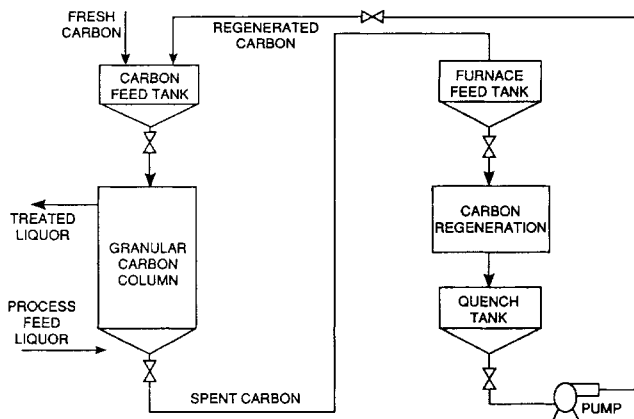 FRESH
CARBON
REGENERATED
CARBON
CARBON
FEED TANK
FURNACE
FEED TANK
TREATED
LIQUOR
GRANULAR
CARBON
COLUMN
CARBON
REGENERATION
PROCESS
FEED
LIQUOR
QUENCH
TANK
SPENT CARBON
PUMP